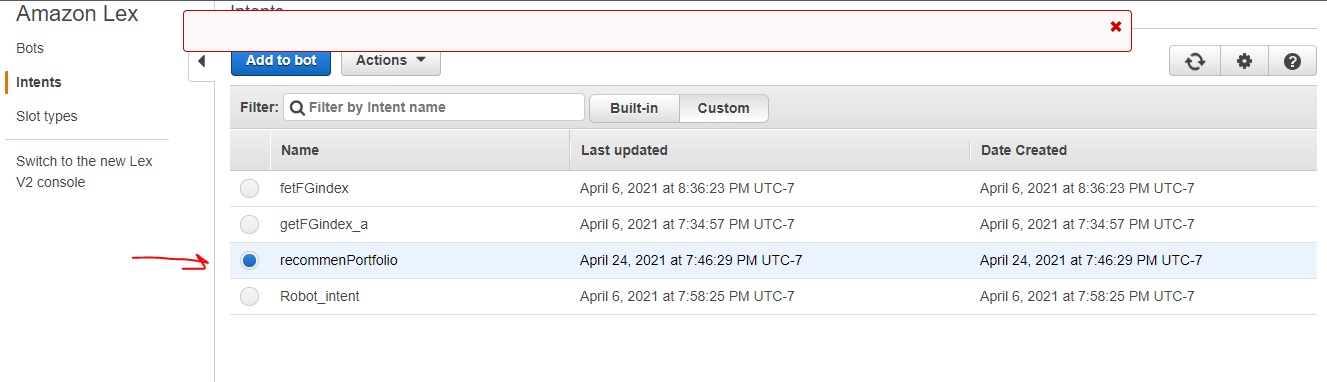 Amazon Lex
Intents
Bots
Intents
Slot types
Switch to the new Lex
V2 console
Add to bot
Actions
Filter: Filter by Intent name Built-in Custom
Name Last updated Date Created
fetFGindex April 6, 2021 at 8:36:23 PM UTC-7 April 6, 2021 at 8:36:23 PM UTC-7
getFGindex_a April 6, 2021 at 7:34:57 PM UTC-7 April 6, 2021 at 7:34:57 PM UTC-7
recommenPortfolio April 24, 2021 at 7:46:29 PM UTC-7 April 24, 2021 at 7:46:29 PM UTC-7
Robot_intent April 6, 2021 at 7:58:25 PM UTC-7 April 6, 2021 at 7:58:25 PM UTC-7